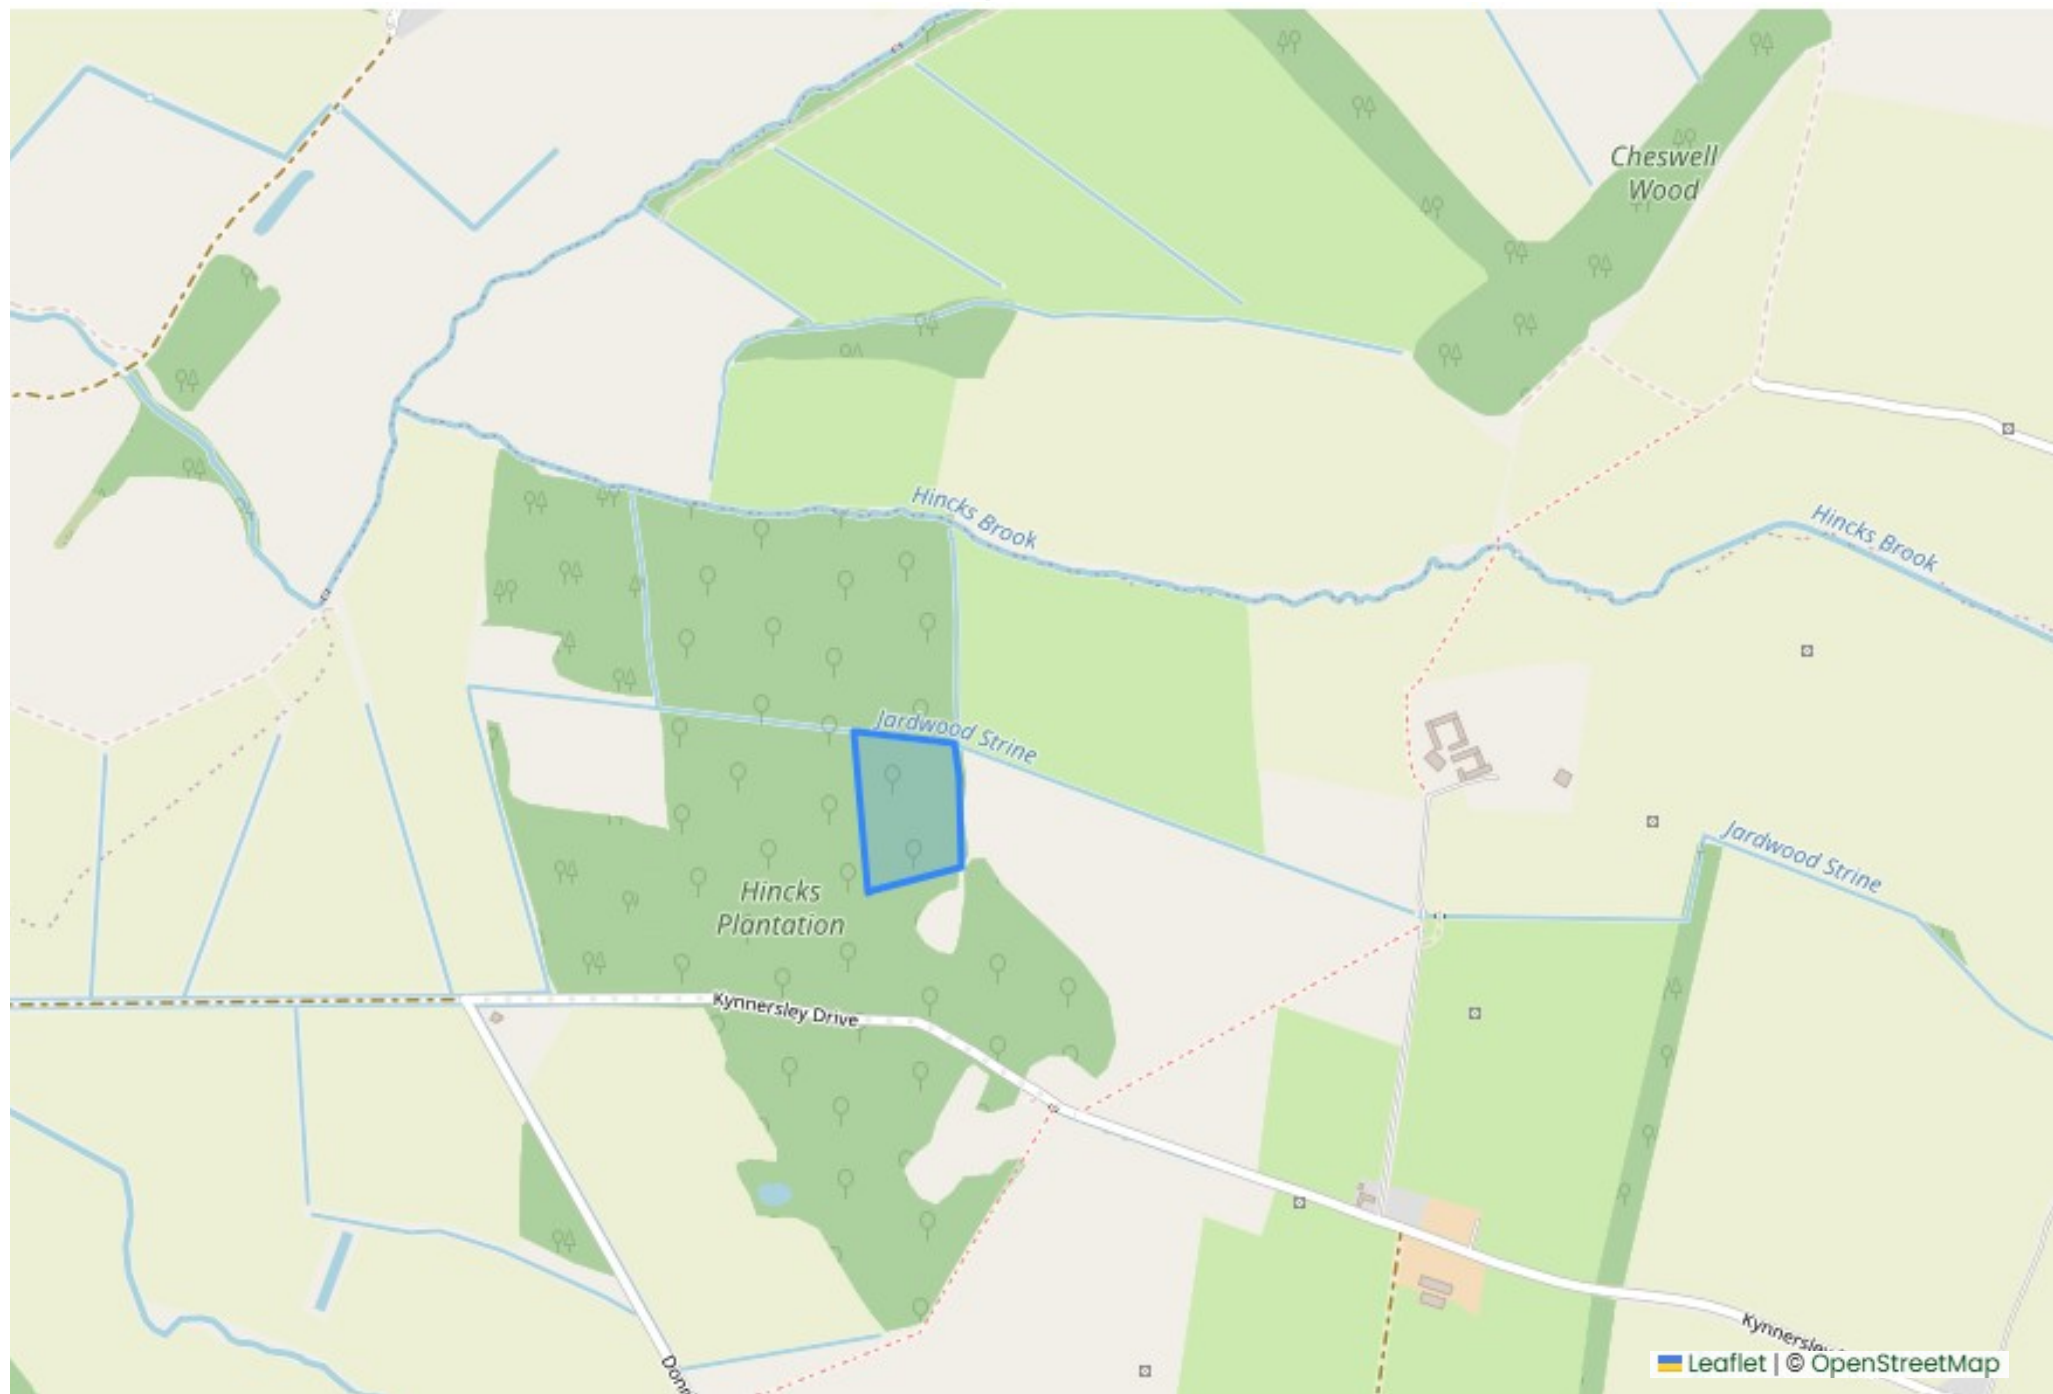 Cheswell
Wood
Hincks Brook
Hincks Brook
Jardwood Strine
Jardwood Strine
Hincks
Plantation
Kynnersley Drive
Kynnersley
Leaflet | © OpenStreetMap